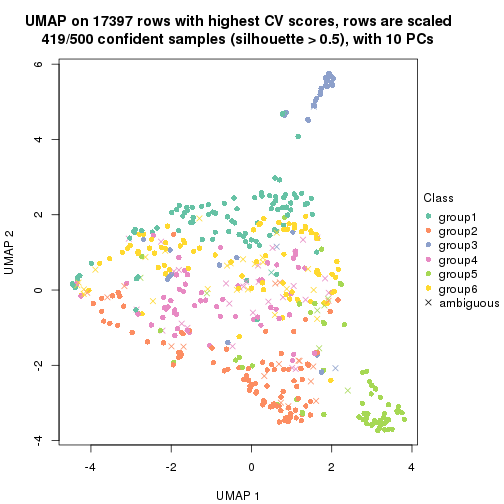 UMAP on 17397 rows with highest CV scores, rows are scaled
419/500 confident samples (silhouette > 0.5), with 10 PCs
6
4
2
0
-2
-4
UMAP 2
-4
-2
0
2
4
UMAP 1
Class
group1
group2
group3
group4
group5
group6
ambiguous